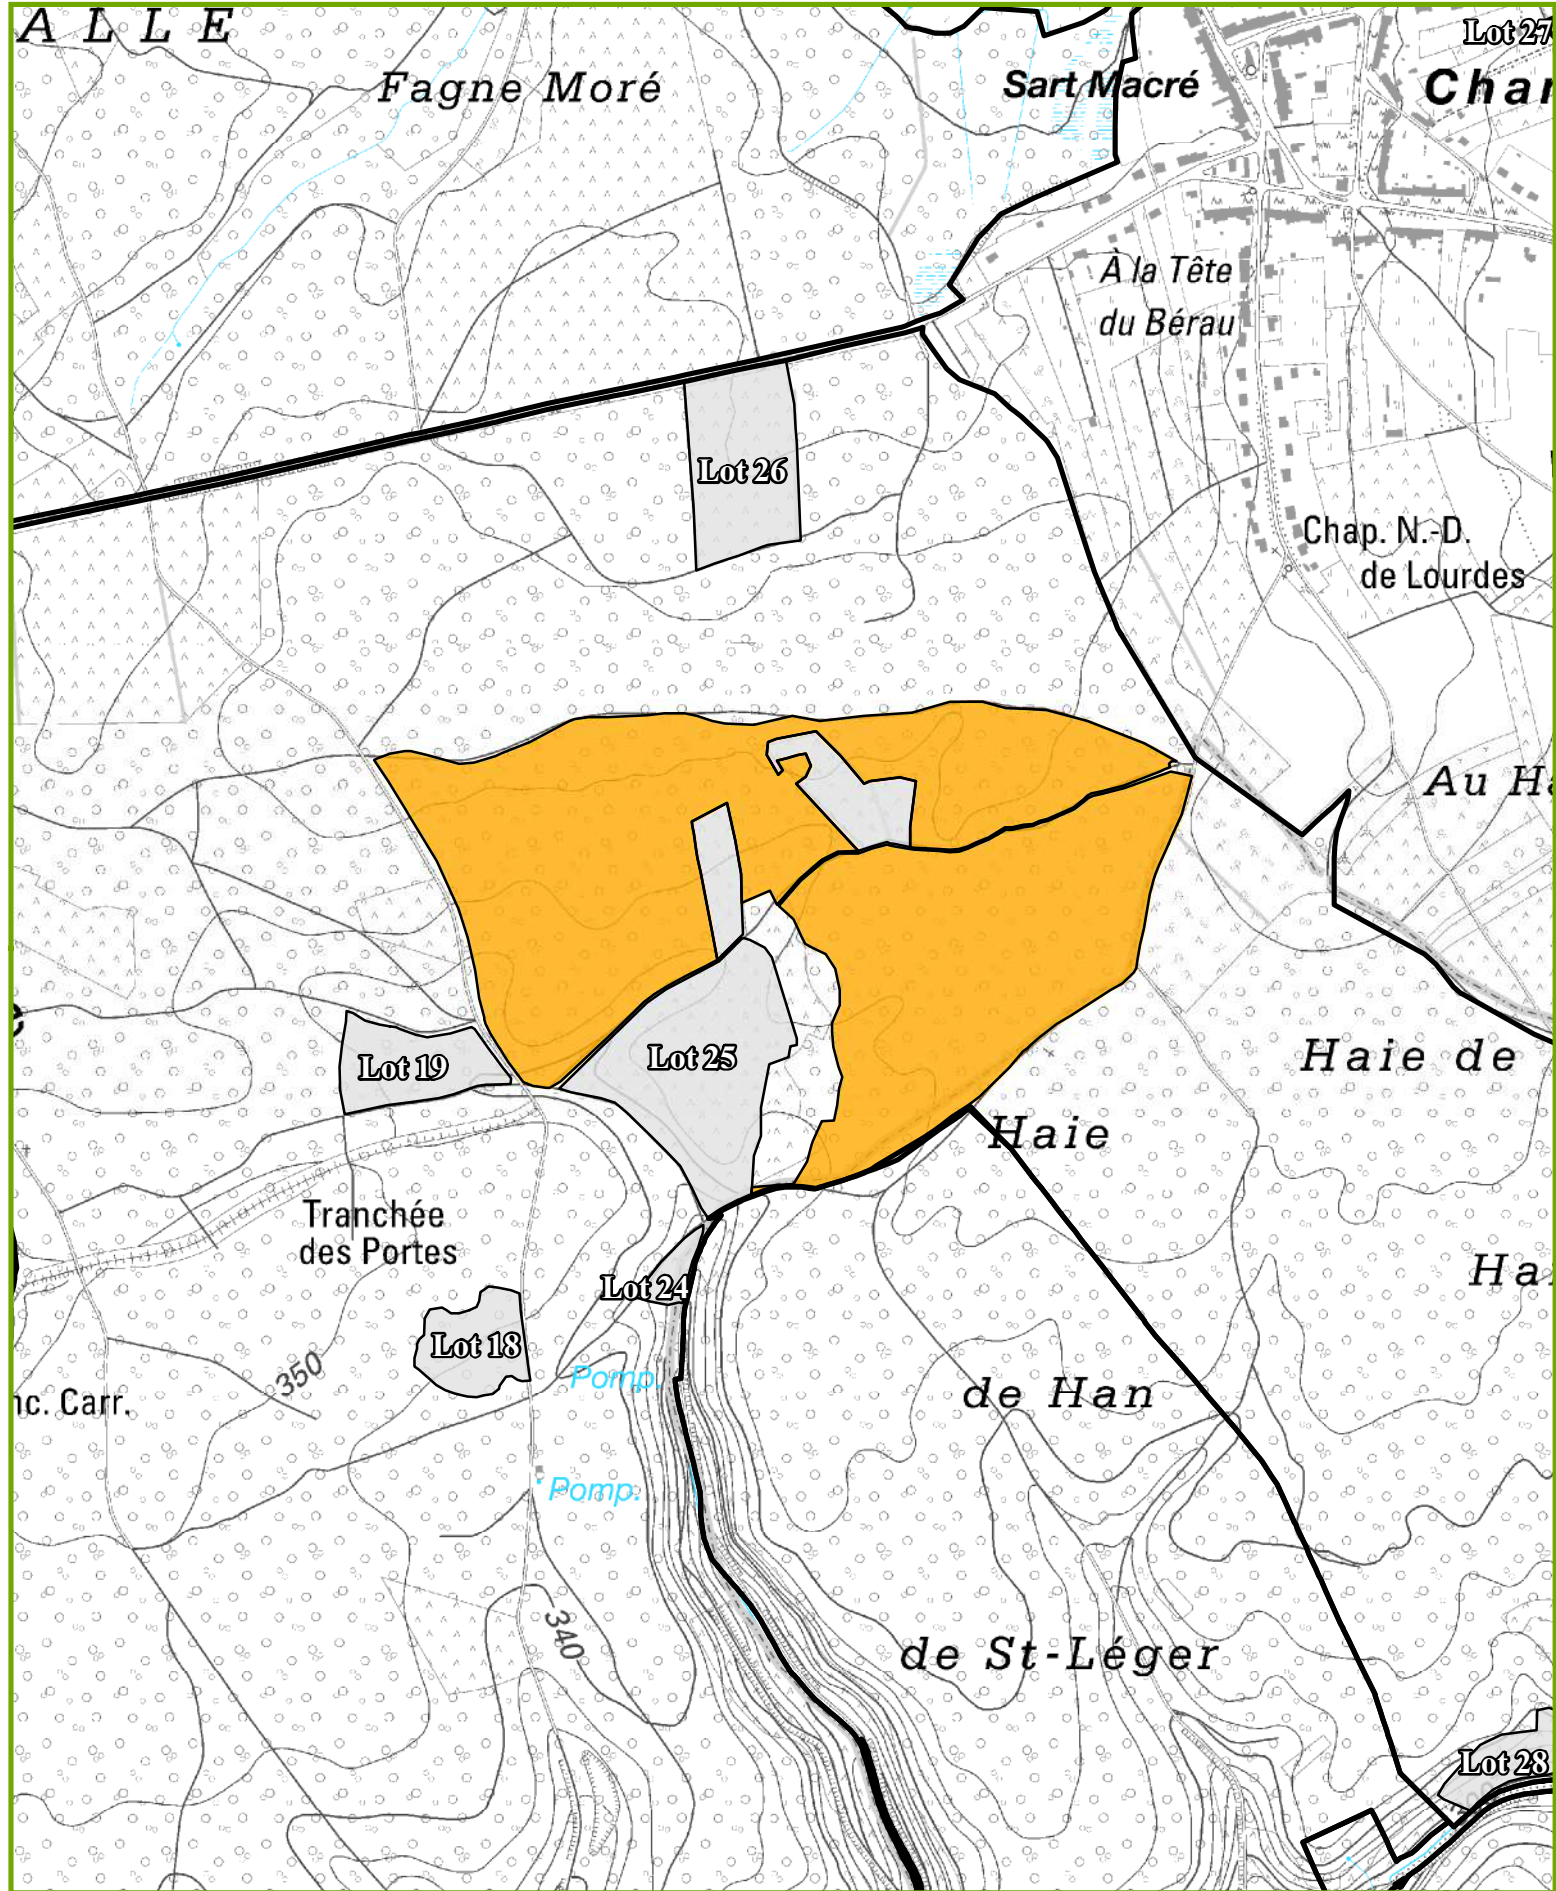 ALLE
Lot 27
Fagne Moré
Sart Macré
Char
À la Tête
du Bérau
Lot 26
Chap. N.-D.
de Lourdes
Au Ha
Haie de
Lot 25
Lot 19
Haie
Tranchée
des Portes
Ha
Lot 24
Lot 18
350
Pomp.
nc. Carr.
de Han
Pomp.
340
de St-Léger
Lot 28